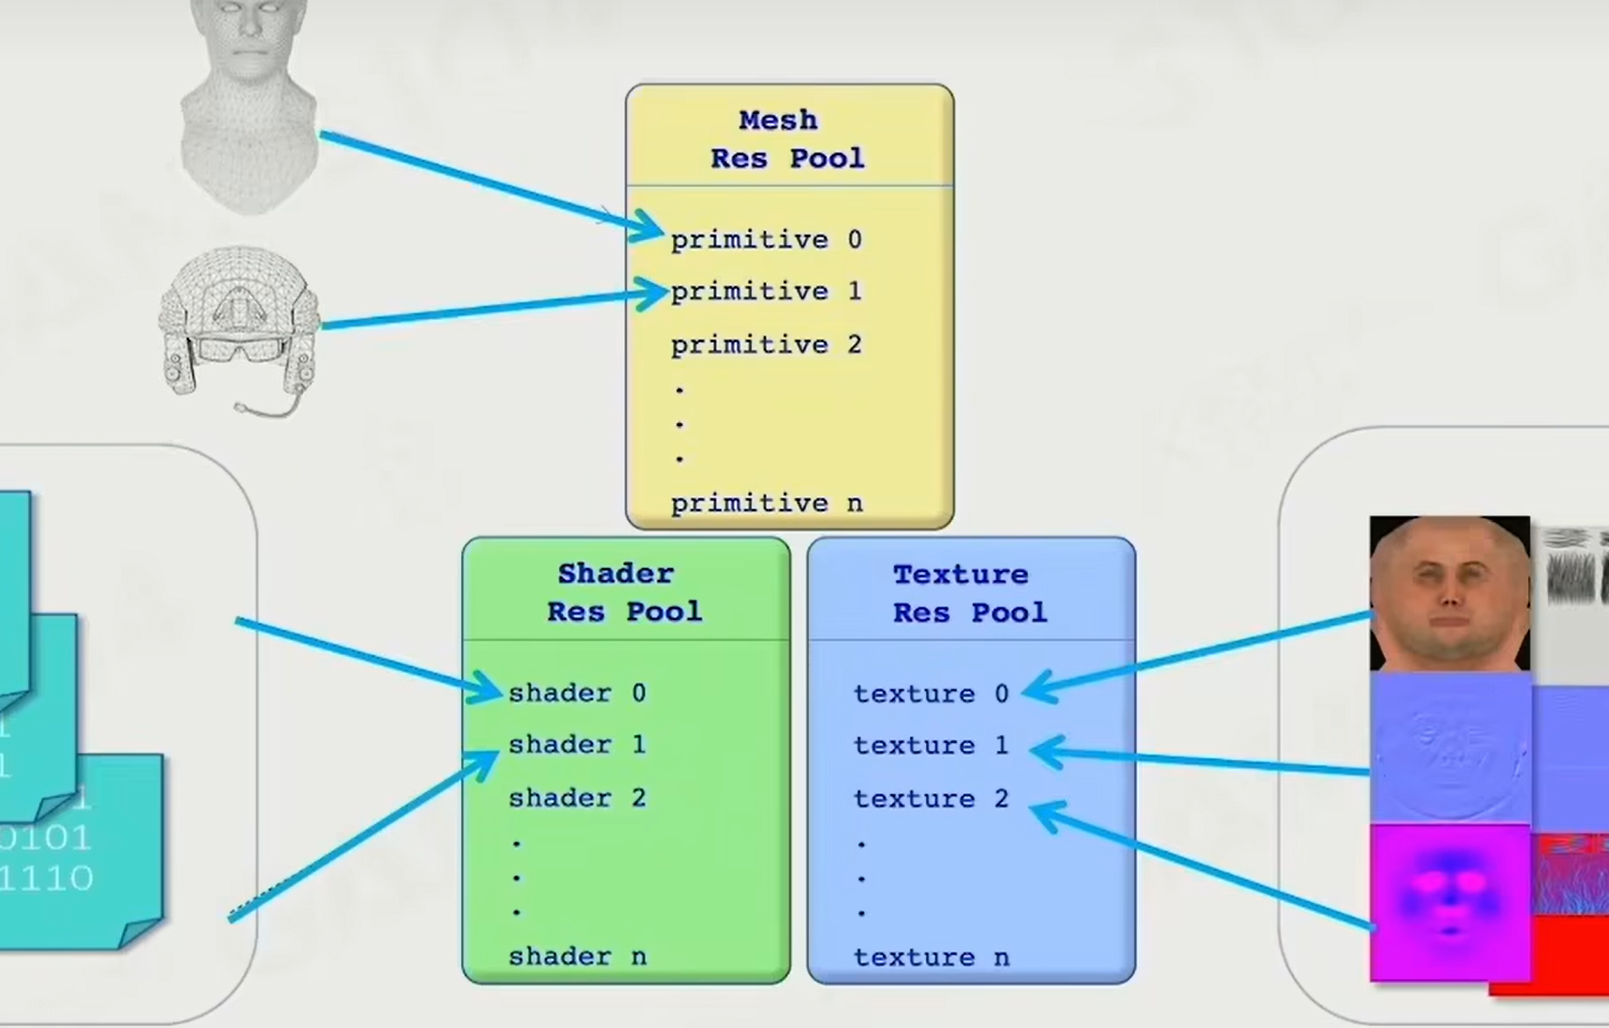 Mesh
Res Pool
primitive 0
primitive 1
primitive 2
.
.
.
primitive n
Shader
Res Pool
shader 0
shader 1
shader 2
.
.
.
shader n
Texture
Res Pool
texture 0
texture 1
texture 2
.
.
.
texture n
1
1
1
0101
1110